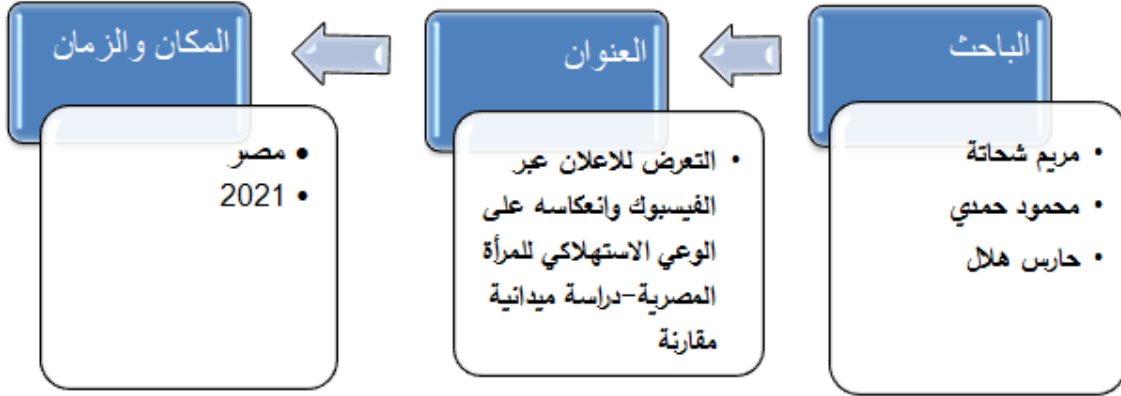 الباحث
مريم شحاتة
محمود حمدي
حارس هلال
العنوان
التعرض للاعلان عبر
الفيسبوك وانعكاسه على
الوعي الاستهلاكي للمرأة
المصرية-دراسة ميدانية
مقارنة
المكان والزمان
مصر
2021